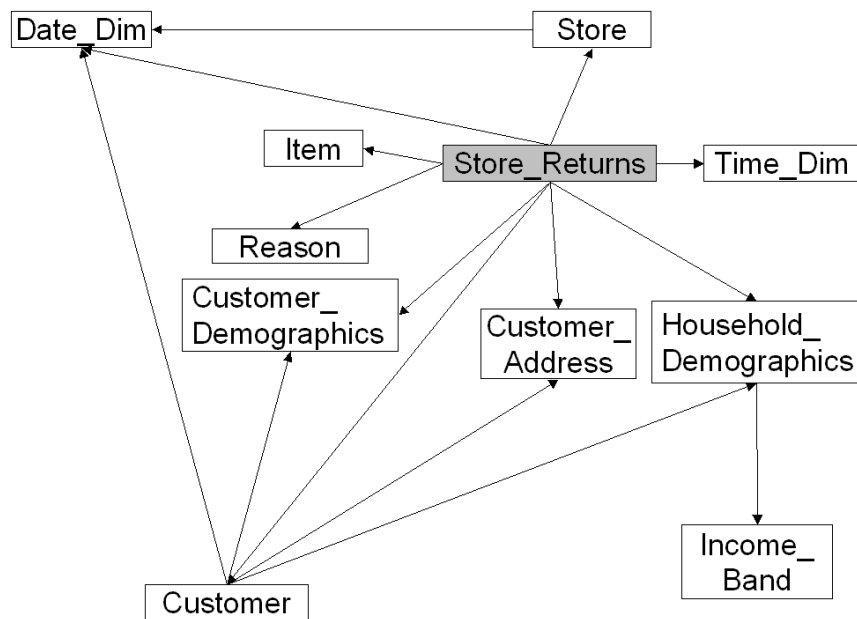 Date_Dim
Store
Item
Store_Returns
Time_Dim
Reason
Customer_
Demographics
Customer_
Address
Household_
Demographics
Income_
Band
Customer